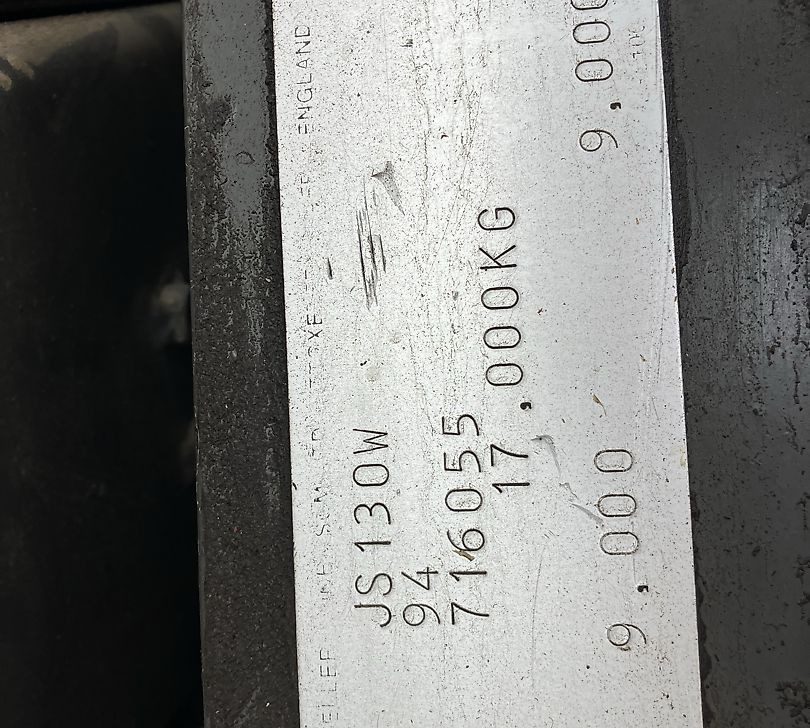 ENGLAND
JS130W
94
716055
17,000KG
9,000 9,000